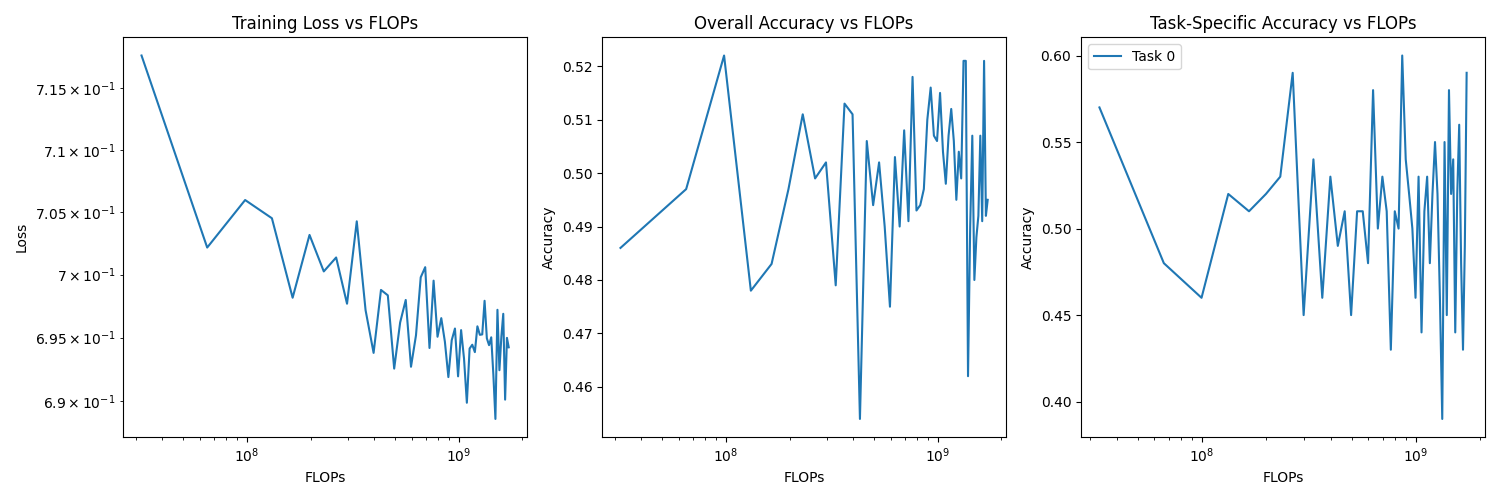 Training Loss vs FLOPs
7.15 × 10⁻¹
7.1 × 10⁻¹
7.05 × 10⁻¹
7 × 10⁻¹
6.95 × 10⁻¹
6.9 × 10⁻¹
Loss
10⁸ 10⁹
FLOPs
Overall Accuracy vs FLOPs
0.52
0.51
0.50
0.49
0.48
0.47
0.46
Accuracy
10⁸ 10⁹
FLOPs
Task-Specific Accuracy vs FLOPs
Task 0
0.60
0.55
0.50
0.45
0.40
Accuracy
10⁸ 10⁹
FLOPs